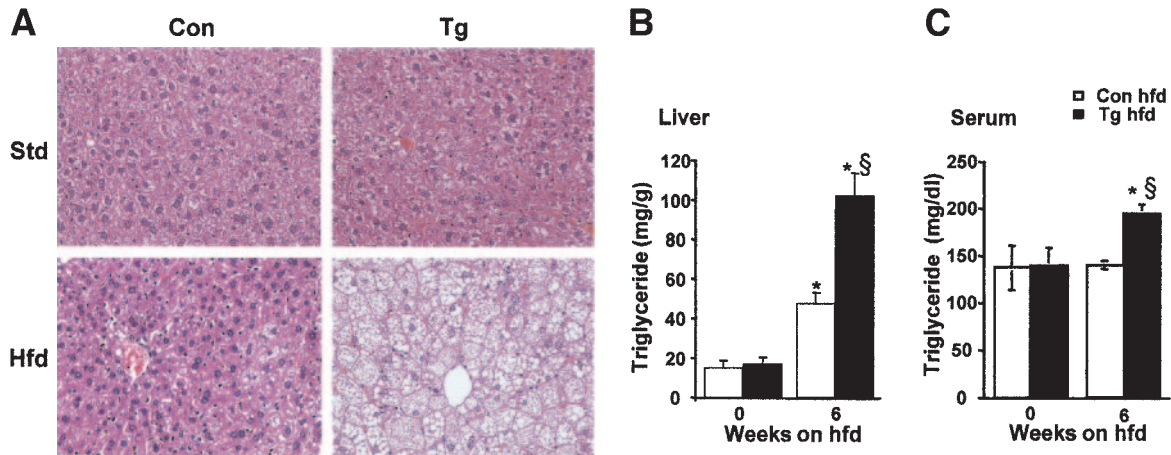 A
Con
Tg
Std
Hfd
B
Liver
Triglyceride (mg/g)
120
100
80
60
40
20
0
*
* §
0
6
Weeks on hfd
C
Con hfd
Tg hfd
Serum
Triglyceride (mg/dl)
250
200
150
100
50
0
* §
0
6
Weeks on hfd